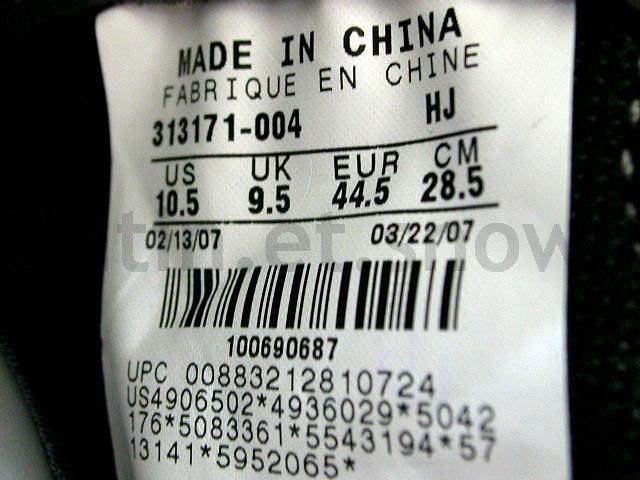 MADE IN CHINA
FABRIQUE EN CHINE
313171-004 HJ
US UK EUR CM
10.5 9.5 44.5 28.5
02/13/07 03/22/07
100690687
UPC 00883212810724
US4906502*4936029*5042
176*5083361*5543194*57
13141*5952065*